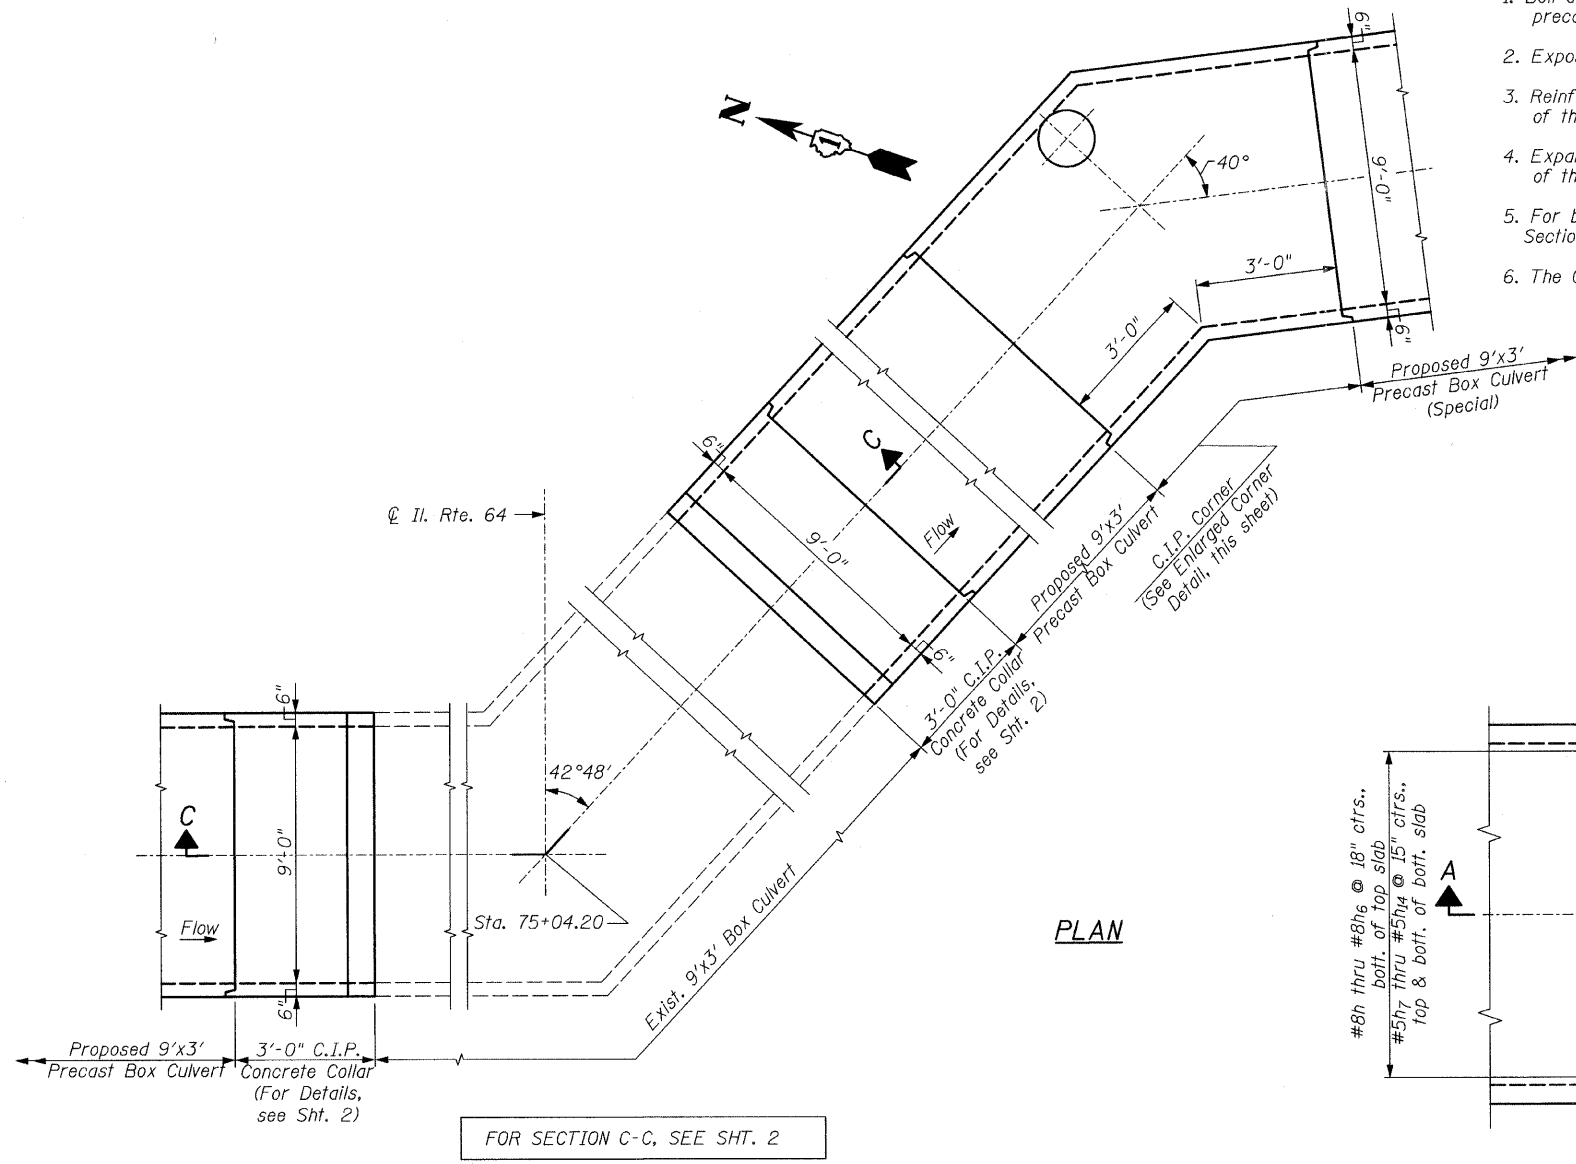 N
1
6"
40°
9'-0"
3'-0"
3'-0"
6"
Proposed 9'x3'
Precast Box Culvert
(Special)
prec
2. Expo
3. Reinf
of th
4. Expa
of th
5. For b
Sectio
6. The
C
6"
9'-0"
Flow
6"
℄ Il. Rte. 64
C.I.P. Corner
(See Enlarged Corner
Detail, this sheet)
Proposed 9'x3'
Precast Box Culvert
3'-0" C.I.P.
Concrete Collar
(For Details,
see Sht. 2)
42°48'
Sta. 75+04.20
Exist. 9'x3' Box Culvert
6"
C
9'-0"
Flow
6"
Proposed 9'x3'
Precast Box Culvert
3'-0" C.I.P.
Concrete Collar
(For Details,
see Sht. 2)
PLAN
FOR SECTION C-C, SEE SHT. 2
#8h thru #8h6 @ 18" ctrs.,
bott. of top slab
#5h7 thru #5h14 @ 15" ctrs.,
top & bott. of bott. slab
A